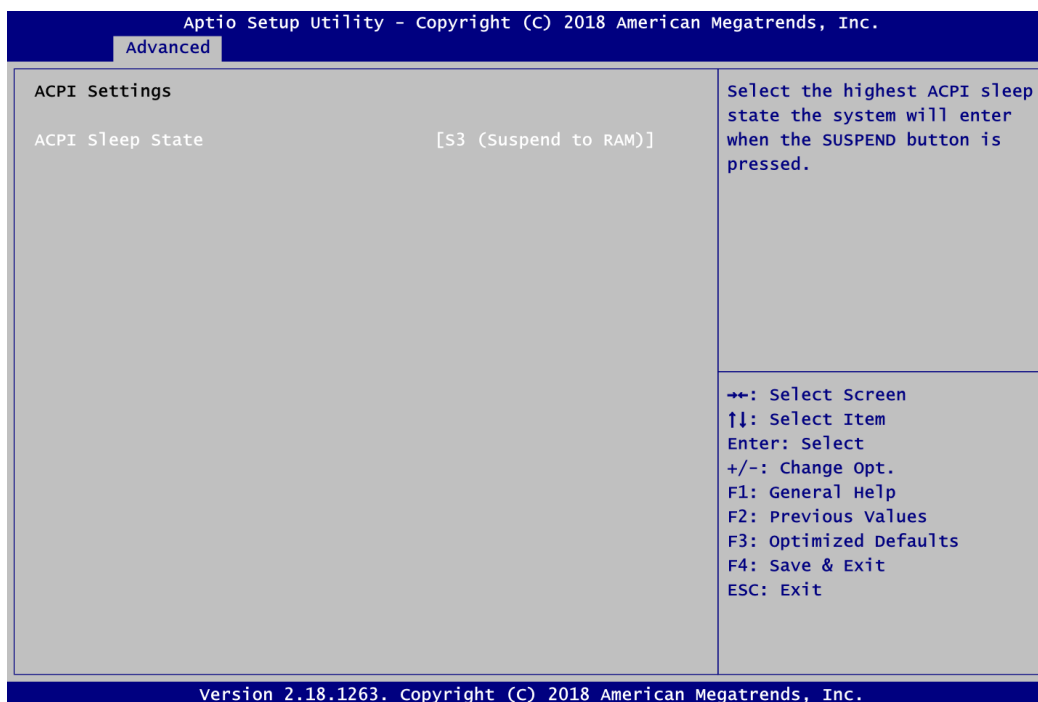 Aptio Setup Utility - Copyright (C) 2018 American Megatrends, Inc.
Advanced
ACPI Settings
ACPI Sleep State [S3 (Suspend to RAM)]
Select the highest ACPI sleep
state the system will enter
when the SUSPEND button is
pressed.
→←: Select Screen
↑↓: Select Item
Enter: Select
+/-: Change Opt.
F1: General Help
F2: Previous Values
F3: Optimized Defaults
F4: Save & Exit
ESC: Exit
Version 2.18.1263. Copyright (C) 2018 American Megatrends, Inc.